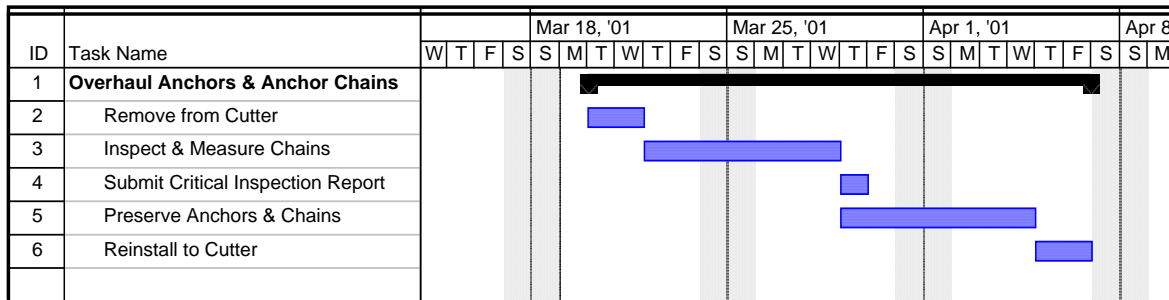 Mar 18, '01 Mar 25, '01 Apr 1, '01 Apr 8
ID Task Name W T F S S M T W T F S S M T W T F S S M T W T F S S M
1 Overhaul Anchors & Anchor Chains
2 Remove from Cutter
3 Inspect & Measure Chains
4 Submit Critical Inspection Report
5 Preserve Anchors & Chains
6 Reinstall to Cutter